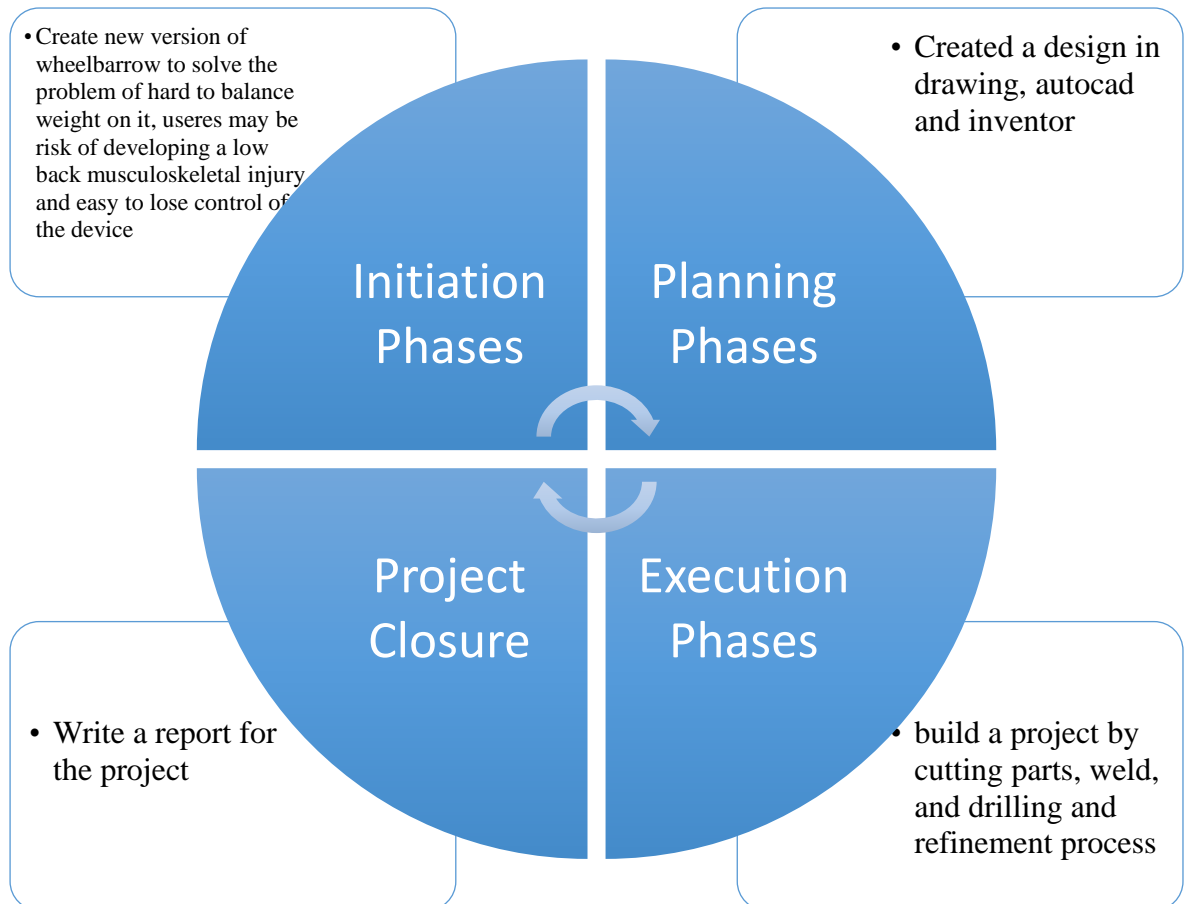 • Create new version of
wheelbarrow to solve the
problem of hard to balance
weight on it, useres may be
risk of developing a low
back musculoskeletal injury
and easy to lose control of
the device
• Created a design in
drawing, autocad
and inventor
Initiation
Phases
Planning
Phases
Project
Closure
Execution
Phases
• Write a report for
the project
• build a project by
cutting parts, weld,
and drilling and
refinement process